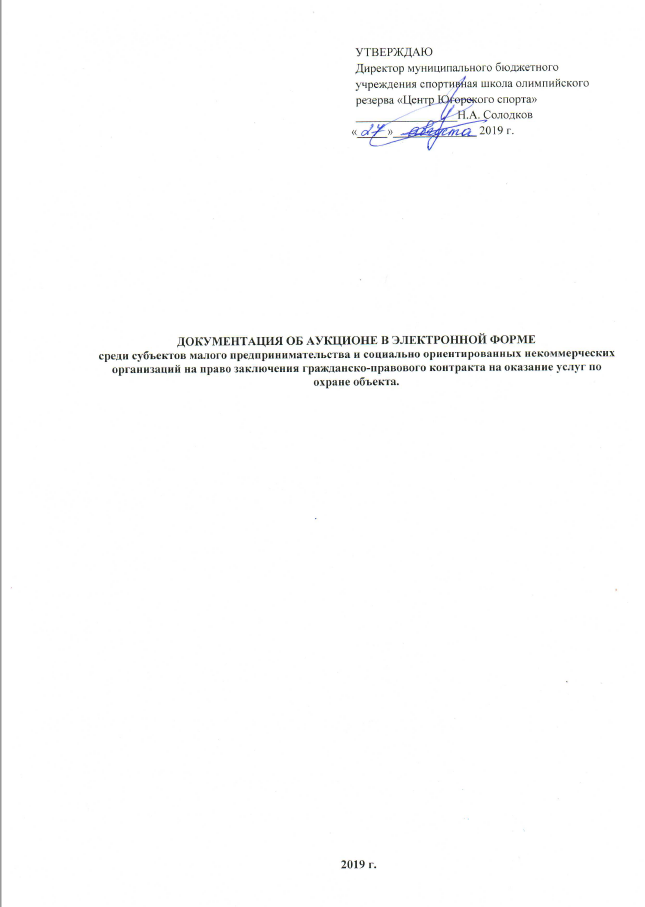 УТВЕРЖДАЮ
Директор муниципального бюджетного
учреждения спортивная школа олимпийского
резерва «Центр Югорского спорта»
Н.А. Солодков
« 27 » августа 2019 г.
ДОКУМЕНТАЦИЯ ОБ АУКЦИОНЕ В ЭЛЕКТРОННОЙ ФОРМЕ
среди субъектов малого предпринимательства и социально ориентированных некоммерческих
организаций на право заключения гражданско-правового контракта на оказание услуг по
охране объекта.
2019 г.